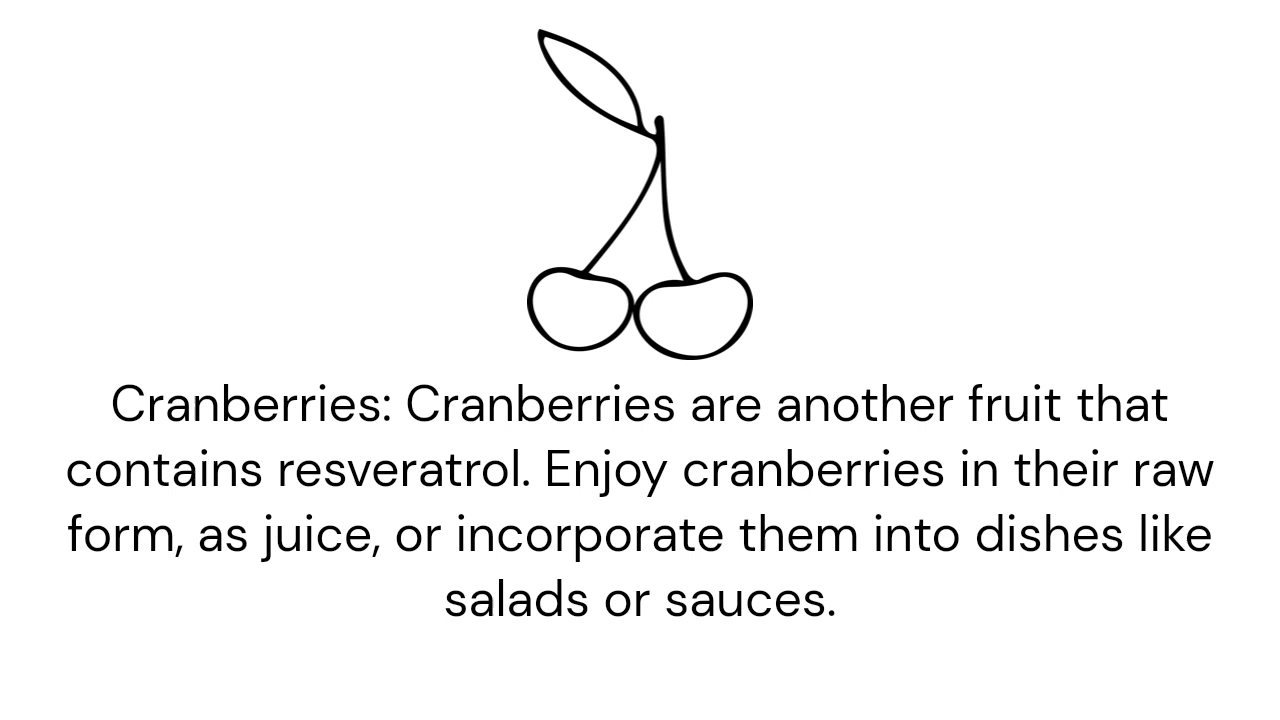 Cranberries: Cranberries are another fruit that
contains resveratrol. Enjoy cranberries in their raw
form, as juice, or incorporate them into dishes like
salads or sauces.